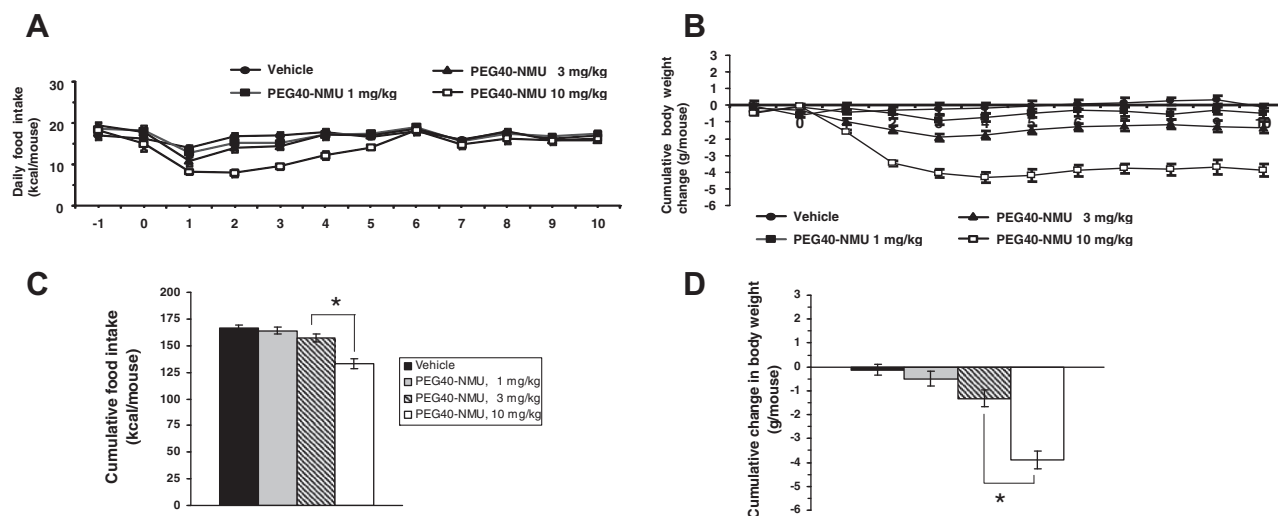 A
Vehicle
PEG40-NMU 3 mg/kg
PEG40-NMU 1 mg/kg
PEG40-NMU 10 mg/kg
Daily food intake
(kcal/mouse)
30
20
10
0
-1 0 1 2 3 4 5 6 7 8 9 10
B
Cumulative body weight
change (g/mouse)
3
2
1
0
-1
-2
-3
-4
-5
-6
Vehicle
PEG40-NMU 3 mg/kg
PEG40-NMU 1 mg/kg
PEG40-NMU 10 mg/kg
C
Cumulative food intake
(kcal/mouse)
200
175
150
125
100
75
50
25
0
*
Vehicle
PEG40-NMU, 1 mg/kg
PEG40-NMU, 3 mg/kg
PEG40-NMU, 10 mg/kg
D
Cumulative change in body weight
(g/mouse)
3
2
1
0
-1
-2
-3
-4
-5
-6
*